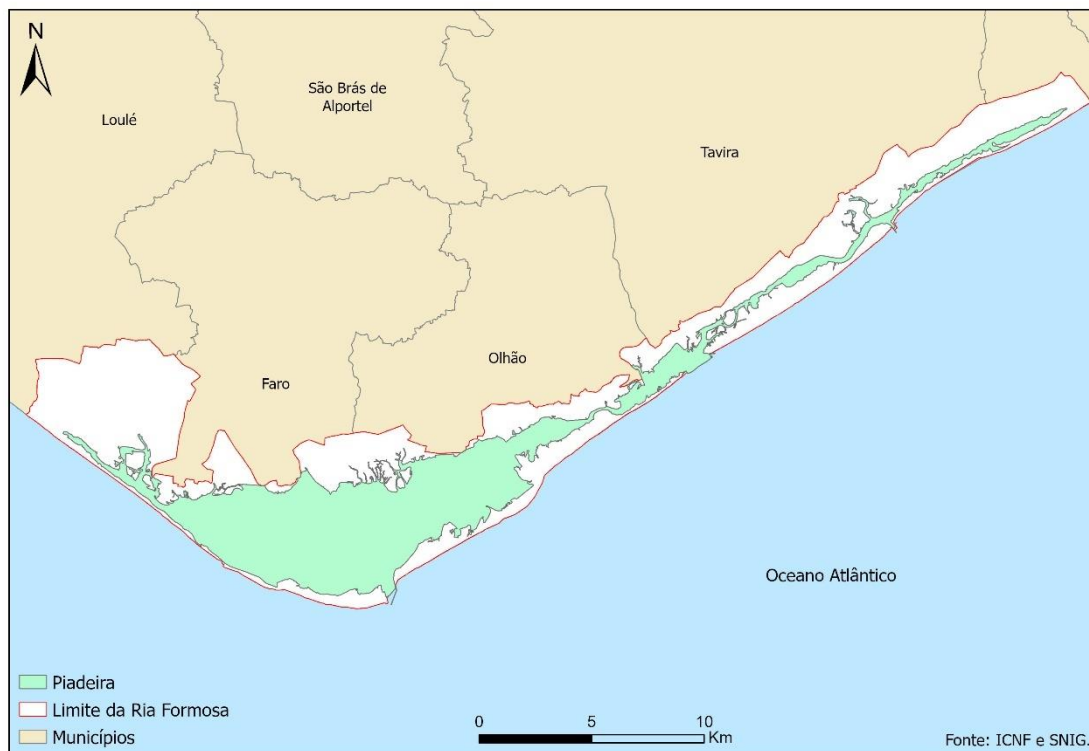 N
São Brás de
Alportel
Loulé
Tavira
Olhão
Faro
Oceano Atlântico
Piadeira
Limite da Ria Formosa
Municípios
0 5 10
Km
Fonte: ICNF e SNIG.